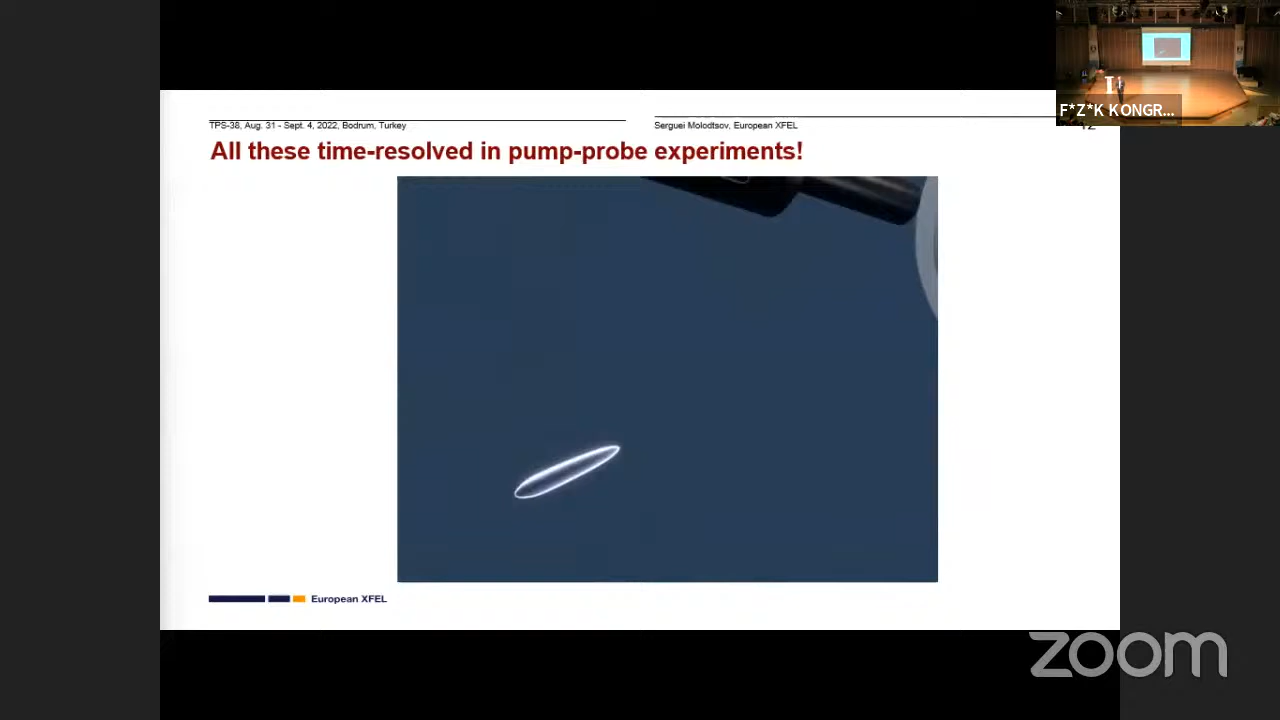 TPS-38, Aug. 31 - Sept. 4, 2022, Bodrum, Turkey
Serguei Molodtsov, European XFEL
12
All these time-resolved in pump-probe experiments!
European XFEL
F*Z*K KONGR...
zoom